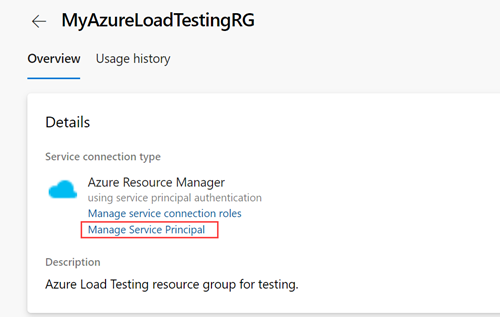 MyAzureLoadTestingRG
Overview Usage history
Details
Service connection type
Azure Resource Manager
using service principal authentication
Manage service connection roles
Manage Service Principal
Description
Azure Load Testing resource group for testing.